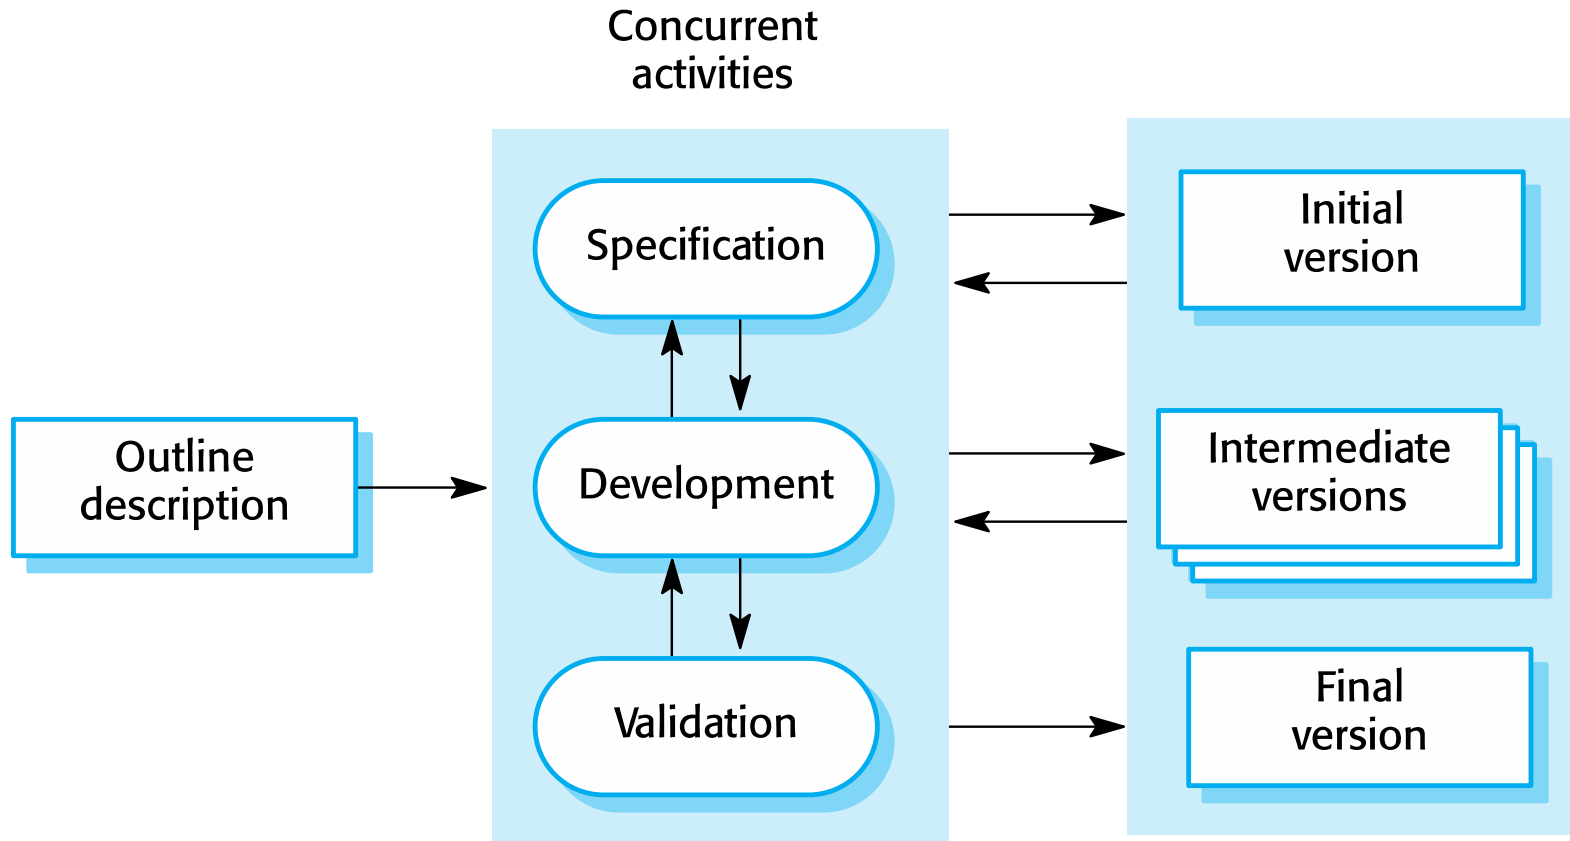 Concurrent
activities
Specification
Initial
version
Outline
description
Development
Intermediate
versions
Validation
Final
version